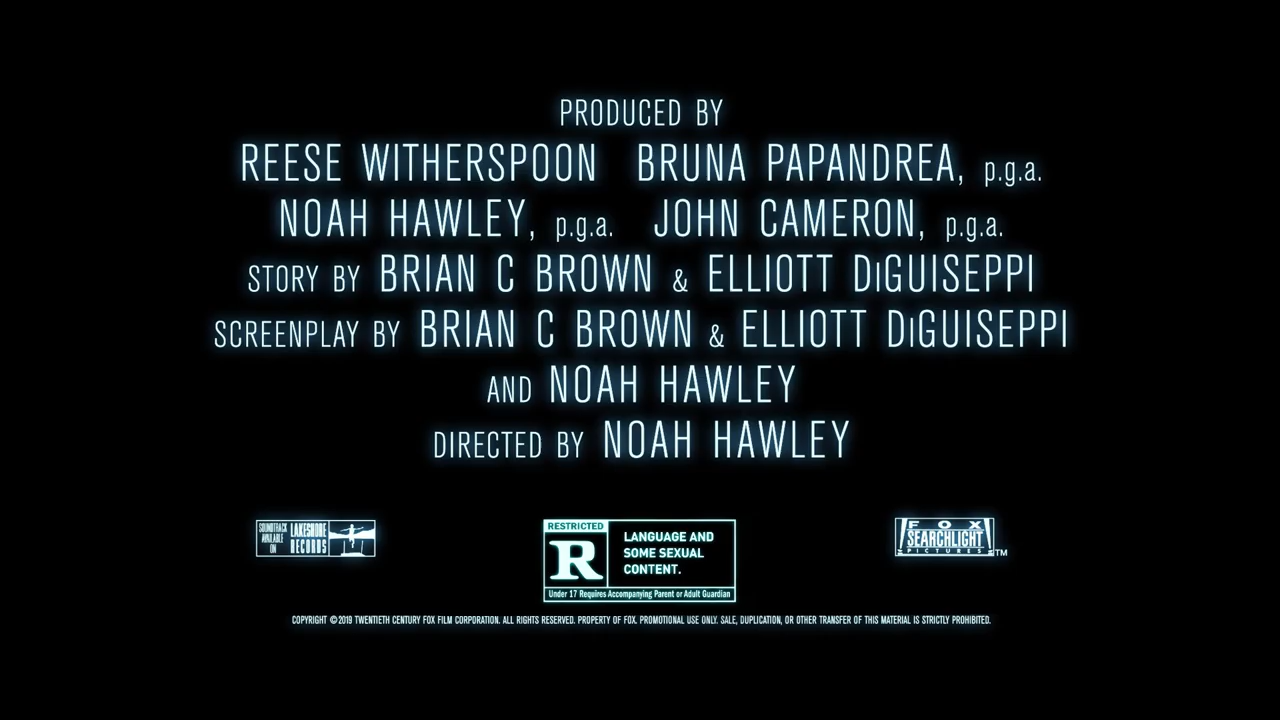 PRODUCED BY
REESE WITHERSPOON BRUNA PAPANDREA, p.g.a.
NOAH HAWLEY, p.g.a. JOHN CAMERON, p.g.a.
STORY BY BRIAN C BROWN & ELLIOTT DiGUISEPPI
SCREENPLAY BY BRIAN C BROWN & ELLIOTT DiGUISEPPI
AND NOAH HAWLEY
DIRECTED BY NOAH HAWLEY
SOUNDTRACK
AVAILABLE
ON
LAKESHORE
RECORDS
RESTRICTED
R
LANGUAGE AND
SOME SEXUAL
CONTENT.
Under 17 Requires Accompanying Parent or Adult Guardian
FOX
SEARCHLIGHT
PICTURES TM
COPYRIGHT ©2019 TWENTIETH CENTURY FOX FILM CORPORATION. ALL RIGHTS RESERVED. PROPERTY OF FOX. PROMOTIONAL USE ONLY. SALE, DUPLICATION, OR OTHER TRANSFER OF THIS MATERIAL IS STRICTLY PROHIBITED.